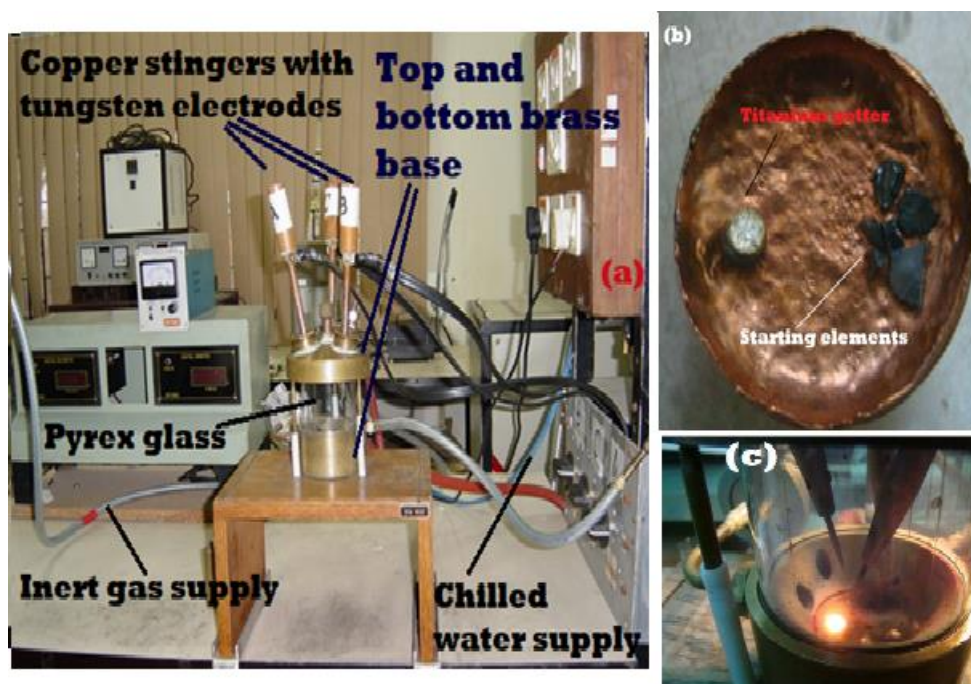 Copper stingers with
tungsten electrodes
Top and
bottom brass
base
(a)
Pyrex glass
Inert gas supply
Chilled
water supply
(b)
Titanium getter
Starting elements
(c)